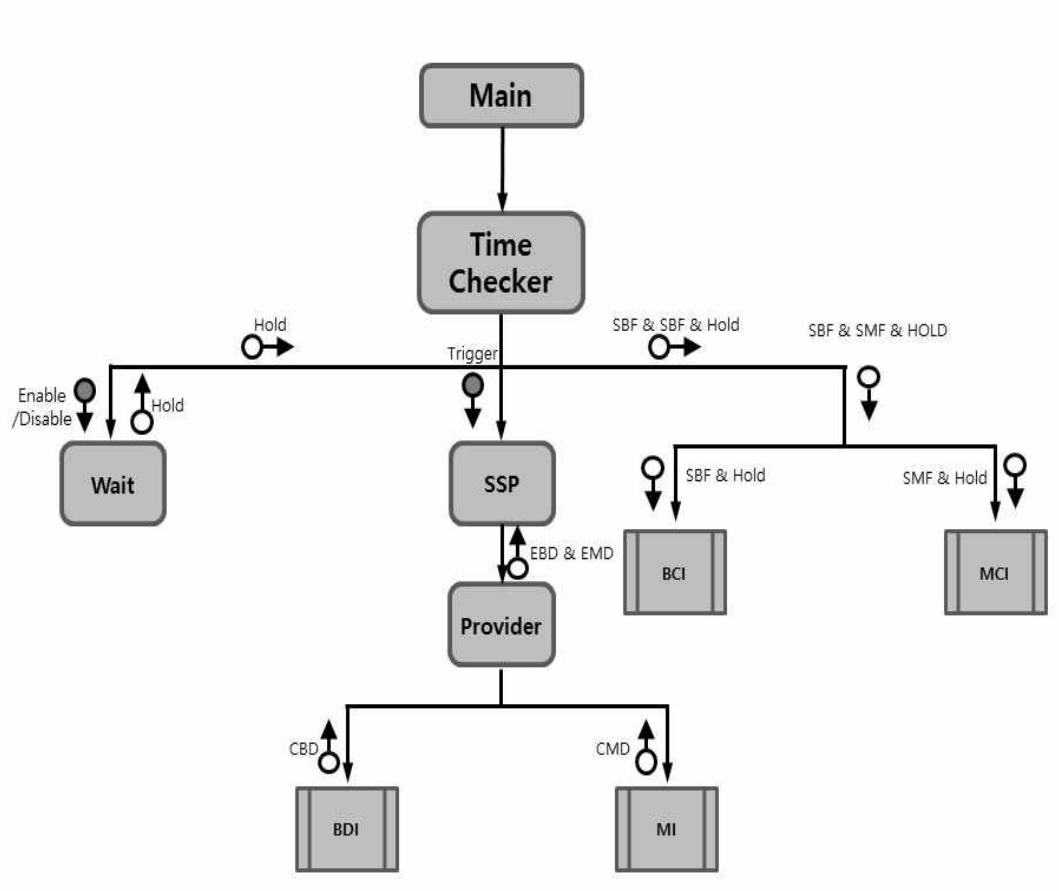 Main
Time
Checker
Hold
SBF & SBF & Hold
SBF & SMF & HOLD
Trigger
Enable
/Disable
Hold
Wait
SSP
SBF & Hold
SMF & Hold
EBD & EMD
BCI
MCI
Provider
CBD
CMD
BDI
MI